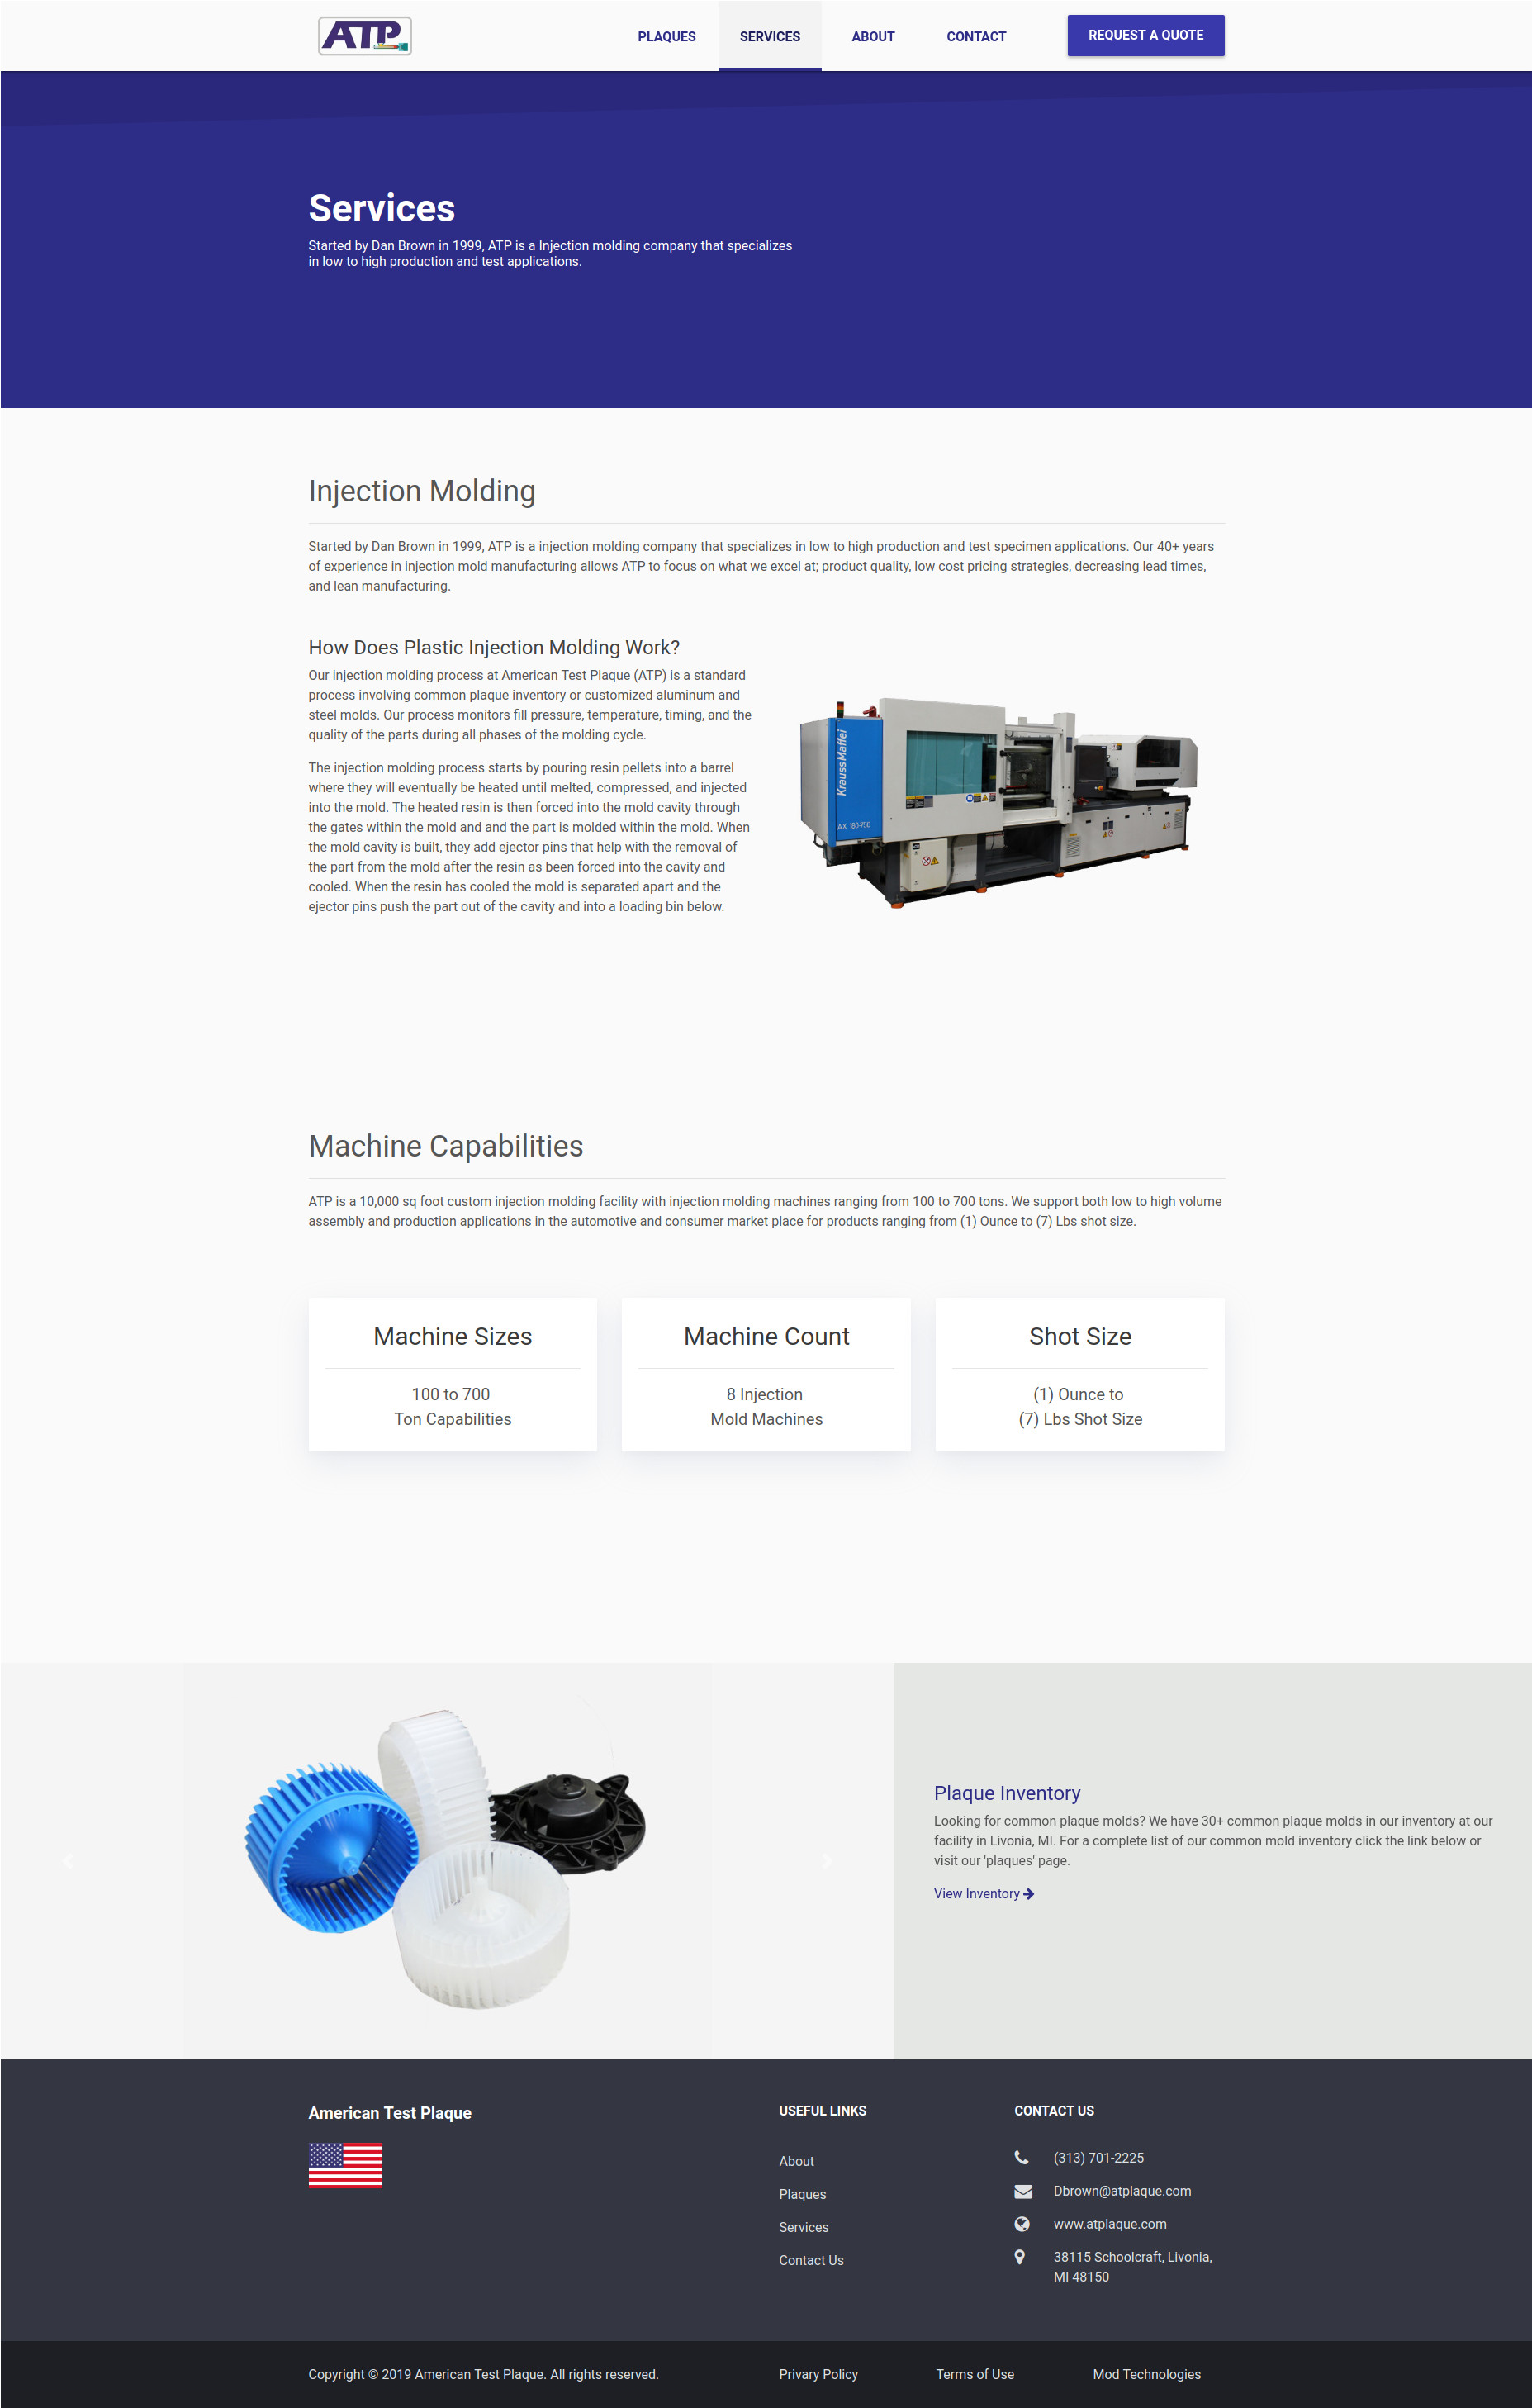 ATP
PLAQUES
SERVICES
ABOUT
CONTACT
REQUEST A QUOTE
Services
Started by Dan Brown in 1999, ATP is a Injection molding company that specializes
in low to high production and test applications.
Injection Molding
Started by Dan Brown in 1999, ATP is a injection molding company that specializes in low to high production and test specimen applications. Our 40+ years
of experience in injection mold manufacturing allows ATP to focus on what we excel at; product quality, low cost pricing strategies, decreasing lead times,
and lean manufacturing.
How Does Plastic Injection Molding Work?
Our injection molding process at American Test Plaque (ATP) is a standard
process involving common plaque inventory or customized aluminum and
steel molds. Our process monitors fill pressure, temperature, timing, and the
quality of the parts during all phases of the molding cycle.
The injection molding process starts by pouring resin pellets into a barrel
where they will eventually be heated until melted, compressed, and injected
into the mold. The heated resin is then forced into the mold cavity through
the gates within the mold and and the part is molded within the mold. When
the mold cavity is built, they add ejector pins that help with the removal of
the part from the mold after the resin as been forced into the cavity and
cooled. When the resin has cooled the mold is separated apart and the
ejector pins push the part out of the cavity and into a loading bin below.
KraussMaffei
AX 180-750
Machine Capabilities
ATP is a 10,000 sq foot custom injection molding facility with injection molding machines ranging from 100 to 700 tons. We support both low to high volume
assembly and production applications in the automotive and consumer market place for products ranging from (1) Ounce to (7) Lbs shot size.
Machine Sizes
100 to 700
Ton Capabilities
Machine Count
8 Injection
Mold Machines
Shot Size
(1) Ounce to
(7) Lbs Shot Size
Plaque Inventory
Looking for common plaque molds? We have 30+ common plaque molds in our inventory at our
facility in Livonia, MI. For a complete list of our common mold inventory click the link below or
visit our 'plaques' page.
View Inventory
American Test Plaque
USEFUL LINKS
About
Plaques
Services
Contact Us
CONTACT US
(313) 701-2225
Dbrown@atplaque.com
www.atplaque.com
38115 Schoolcraft, Livonia,
MI 48150
Copyright © 2019 American Test Plaque. All rights reserved.
Privary Policy
Terms of Use
Mod Technologies